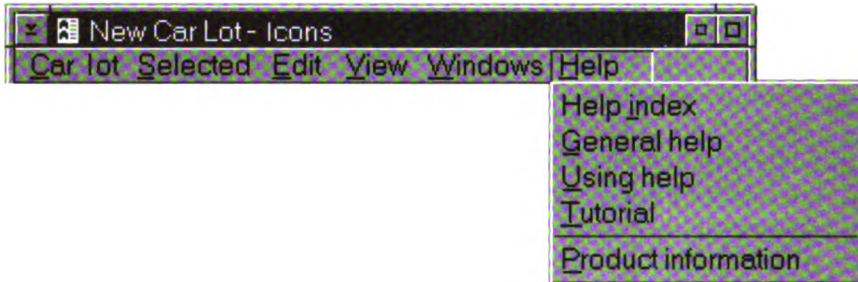 New Car Lot - Icons
Car lot Selected Edit View Windows Help
Help index
General help
Using help
Tutorial
Product information